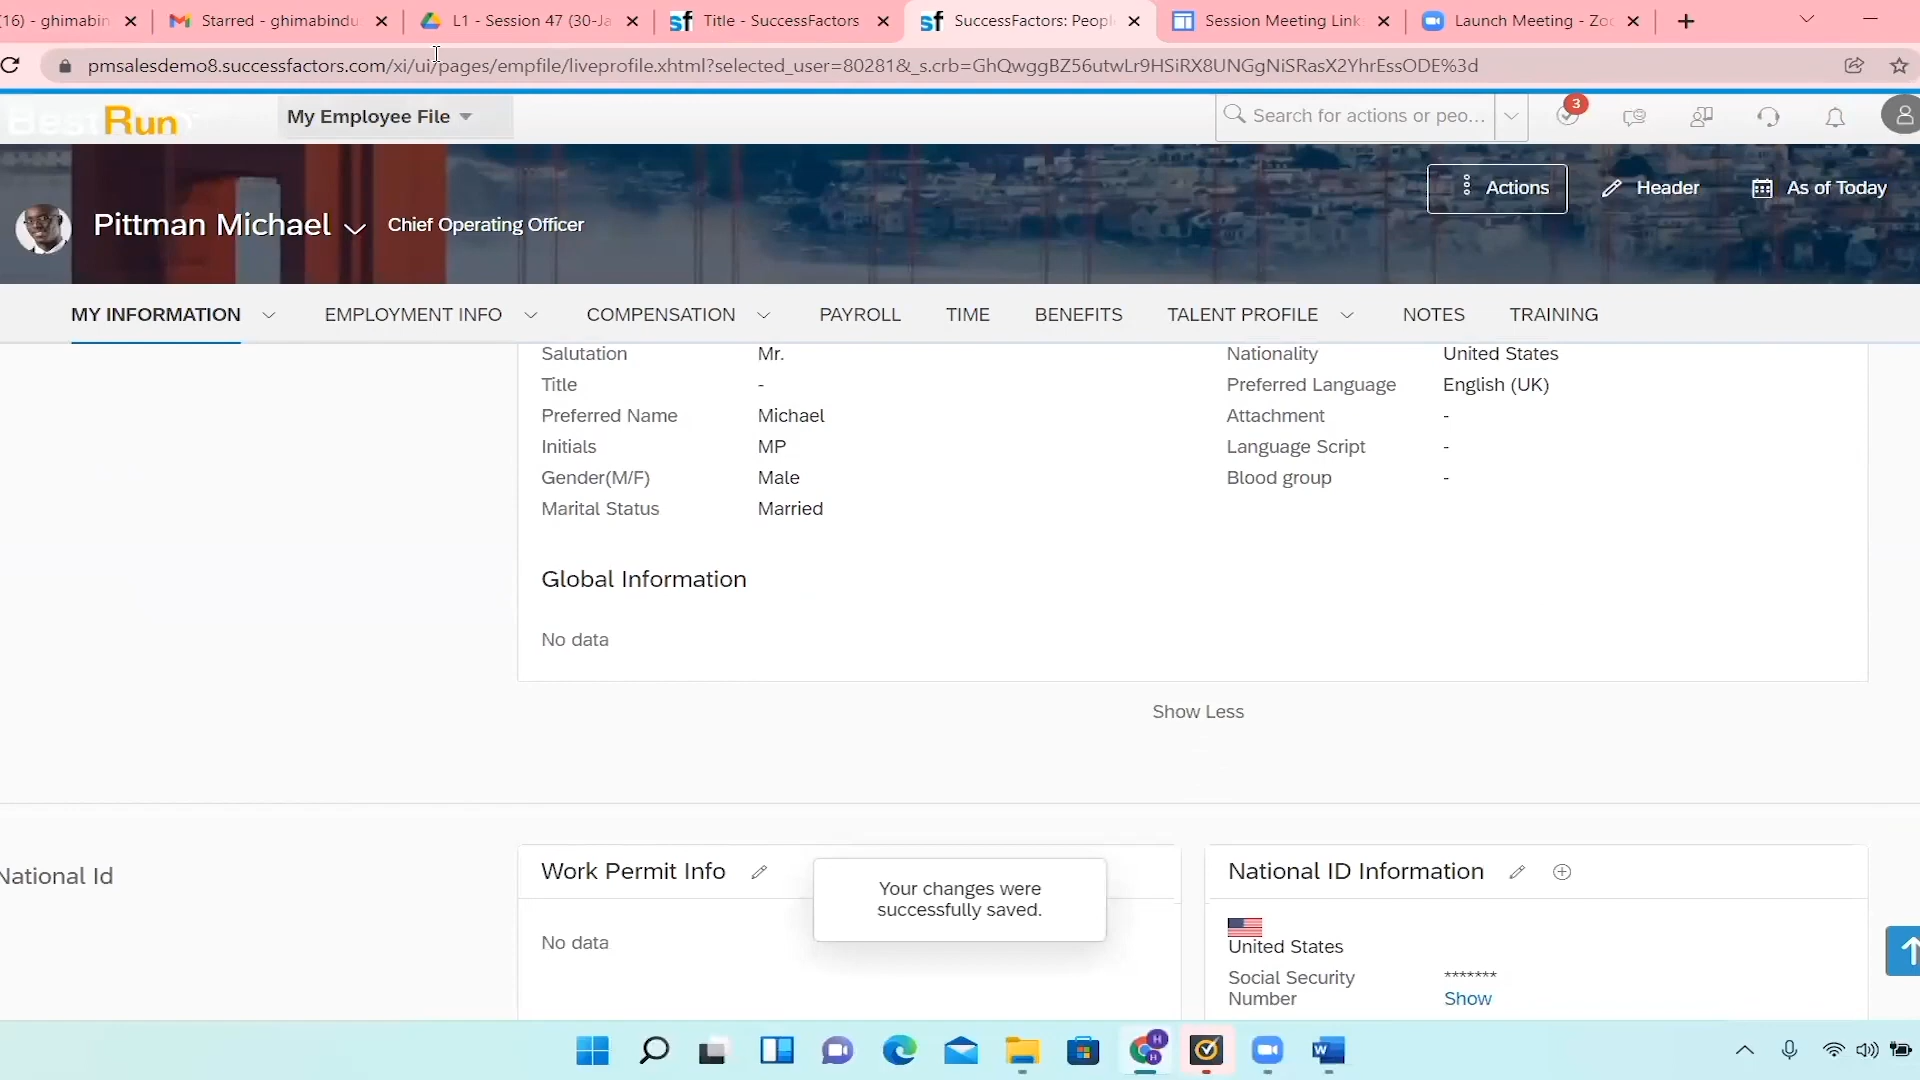 (16) - ghimabin
Starred - ghimabindu
L1 - Session 47 (30-Ja
Title - SuccessFactors
SuccessFactors: Peopl
Session Meeting Link
Launch Meeting - Zoo
pmsalesdemo8.successfactors.com/xi/ui/pages/empfile/liveprofile.xhtml?selected_user=80281&_s.crb=GhQwggBZ56utwLr9HSiRX8UNGgNiSRasX2YhrEssODE%3d
BestRun
My Employee File
Search for actions or peo...
3
Pittman Michael
Chief Operating Officer
Actions
Header
As of Today
MY INFORMATION
EMPLOYMENT INFO
COMPENSATION
PAYROLL
TIME
BENEFITS
TALENT PROFILE
NOTES
TRAINING
Salutation Mr.
Title -
Preferred Name Michael
Initials MP
Gender(M/F) Male
Marital Status Married
Nationality United States
Preferred Language English (UK)
Attachment -
Language Script -
Blood group -
Global Information
No data
Show Less
National Id
Work Permit Info
No data
Your changes were
successfully saved.
National ID Information
United States
Social Security *******
Number Show